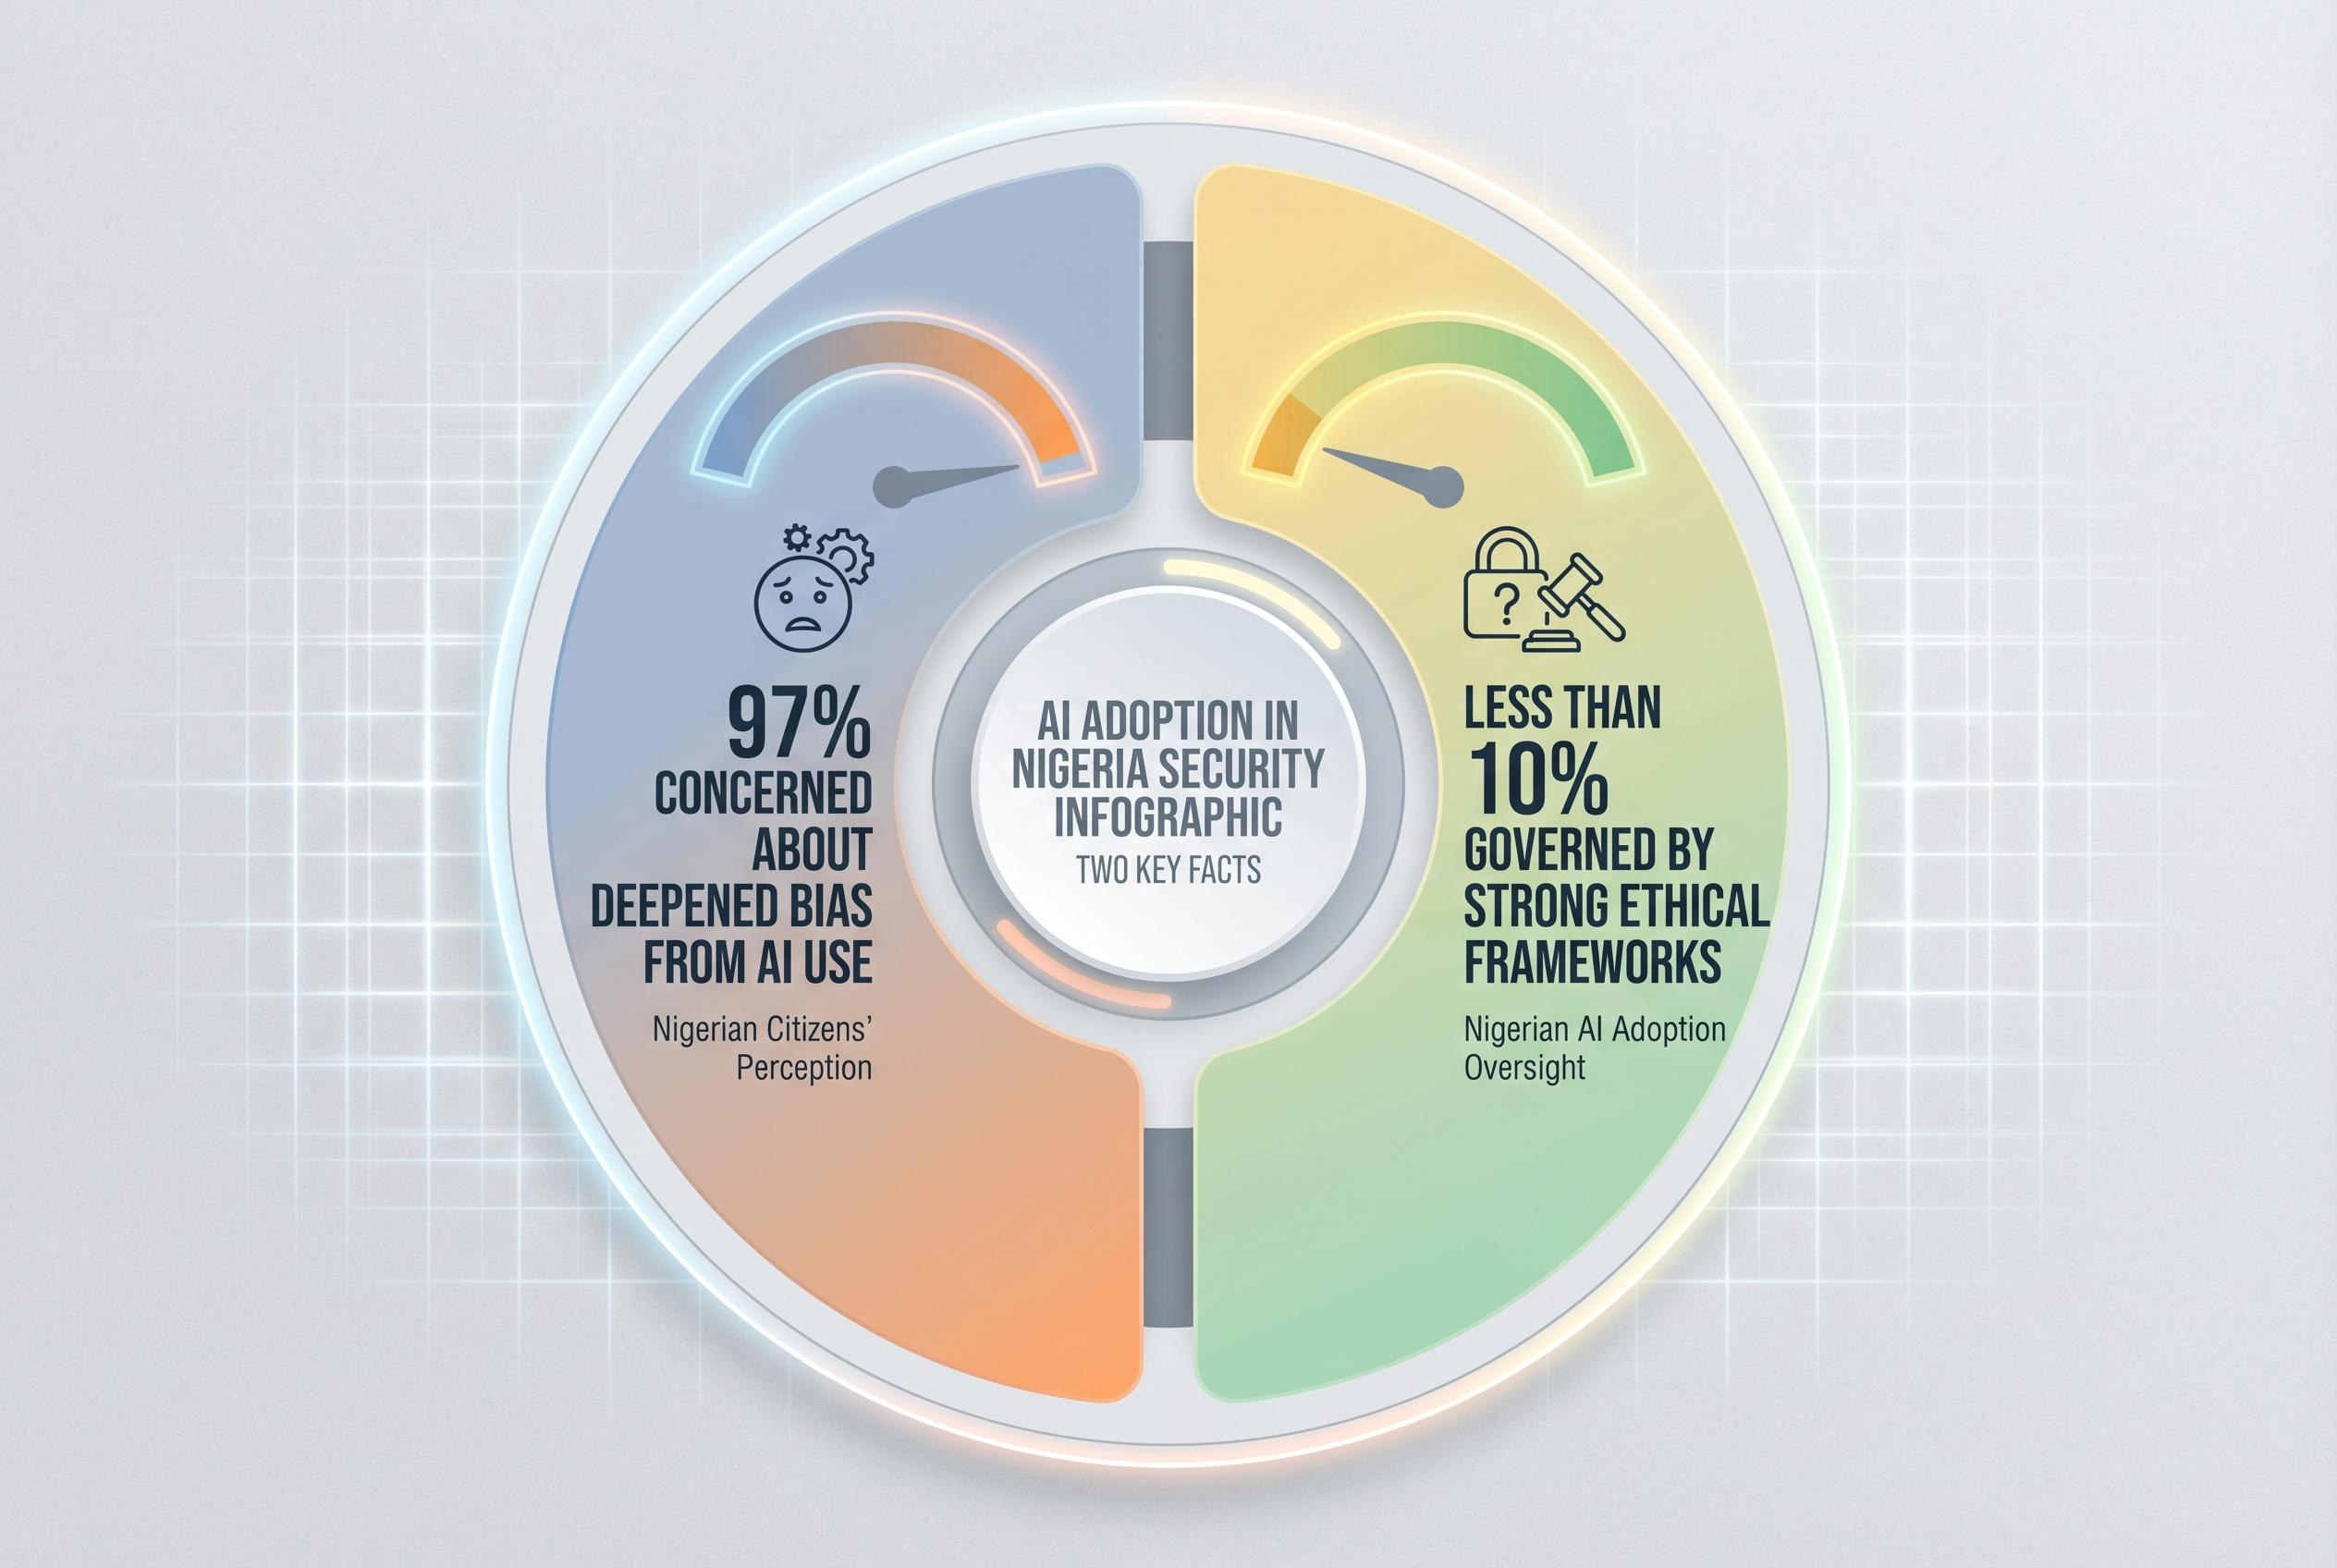 AI ADOPTION IN
NIGERIA SECURITY
INFOGRAPHIC
TWO KEY FACTS
97%
CONCERNED
ABOUT
DEEPENED BIAS
FROM AI USE
Nigerian Citizens’
Perception
?
LESS THAN
10%
GOVERNED BY
STRONG ETHICAL
FRAMEWORKS
Nigerian AI Adoption
Oversight